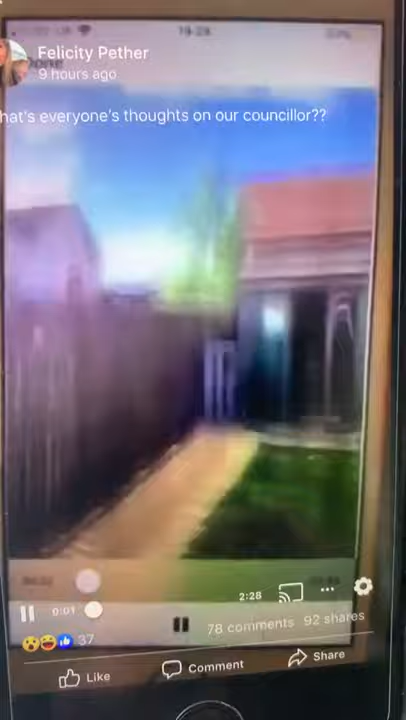 Felicity Pether
9 hours ago
hat's everyone's thoughts on our councillor??
2:28
0:01
78 comments 92 shares
37
Like
Comment
Share